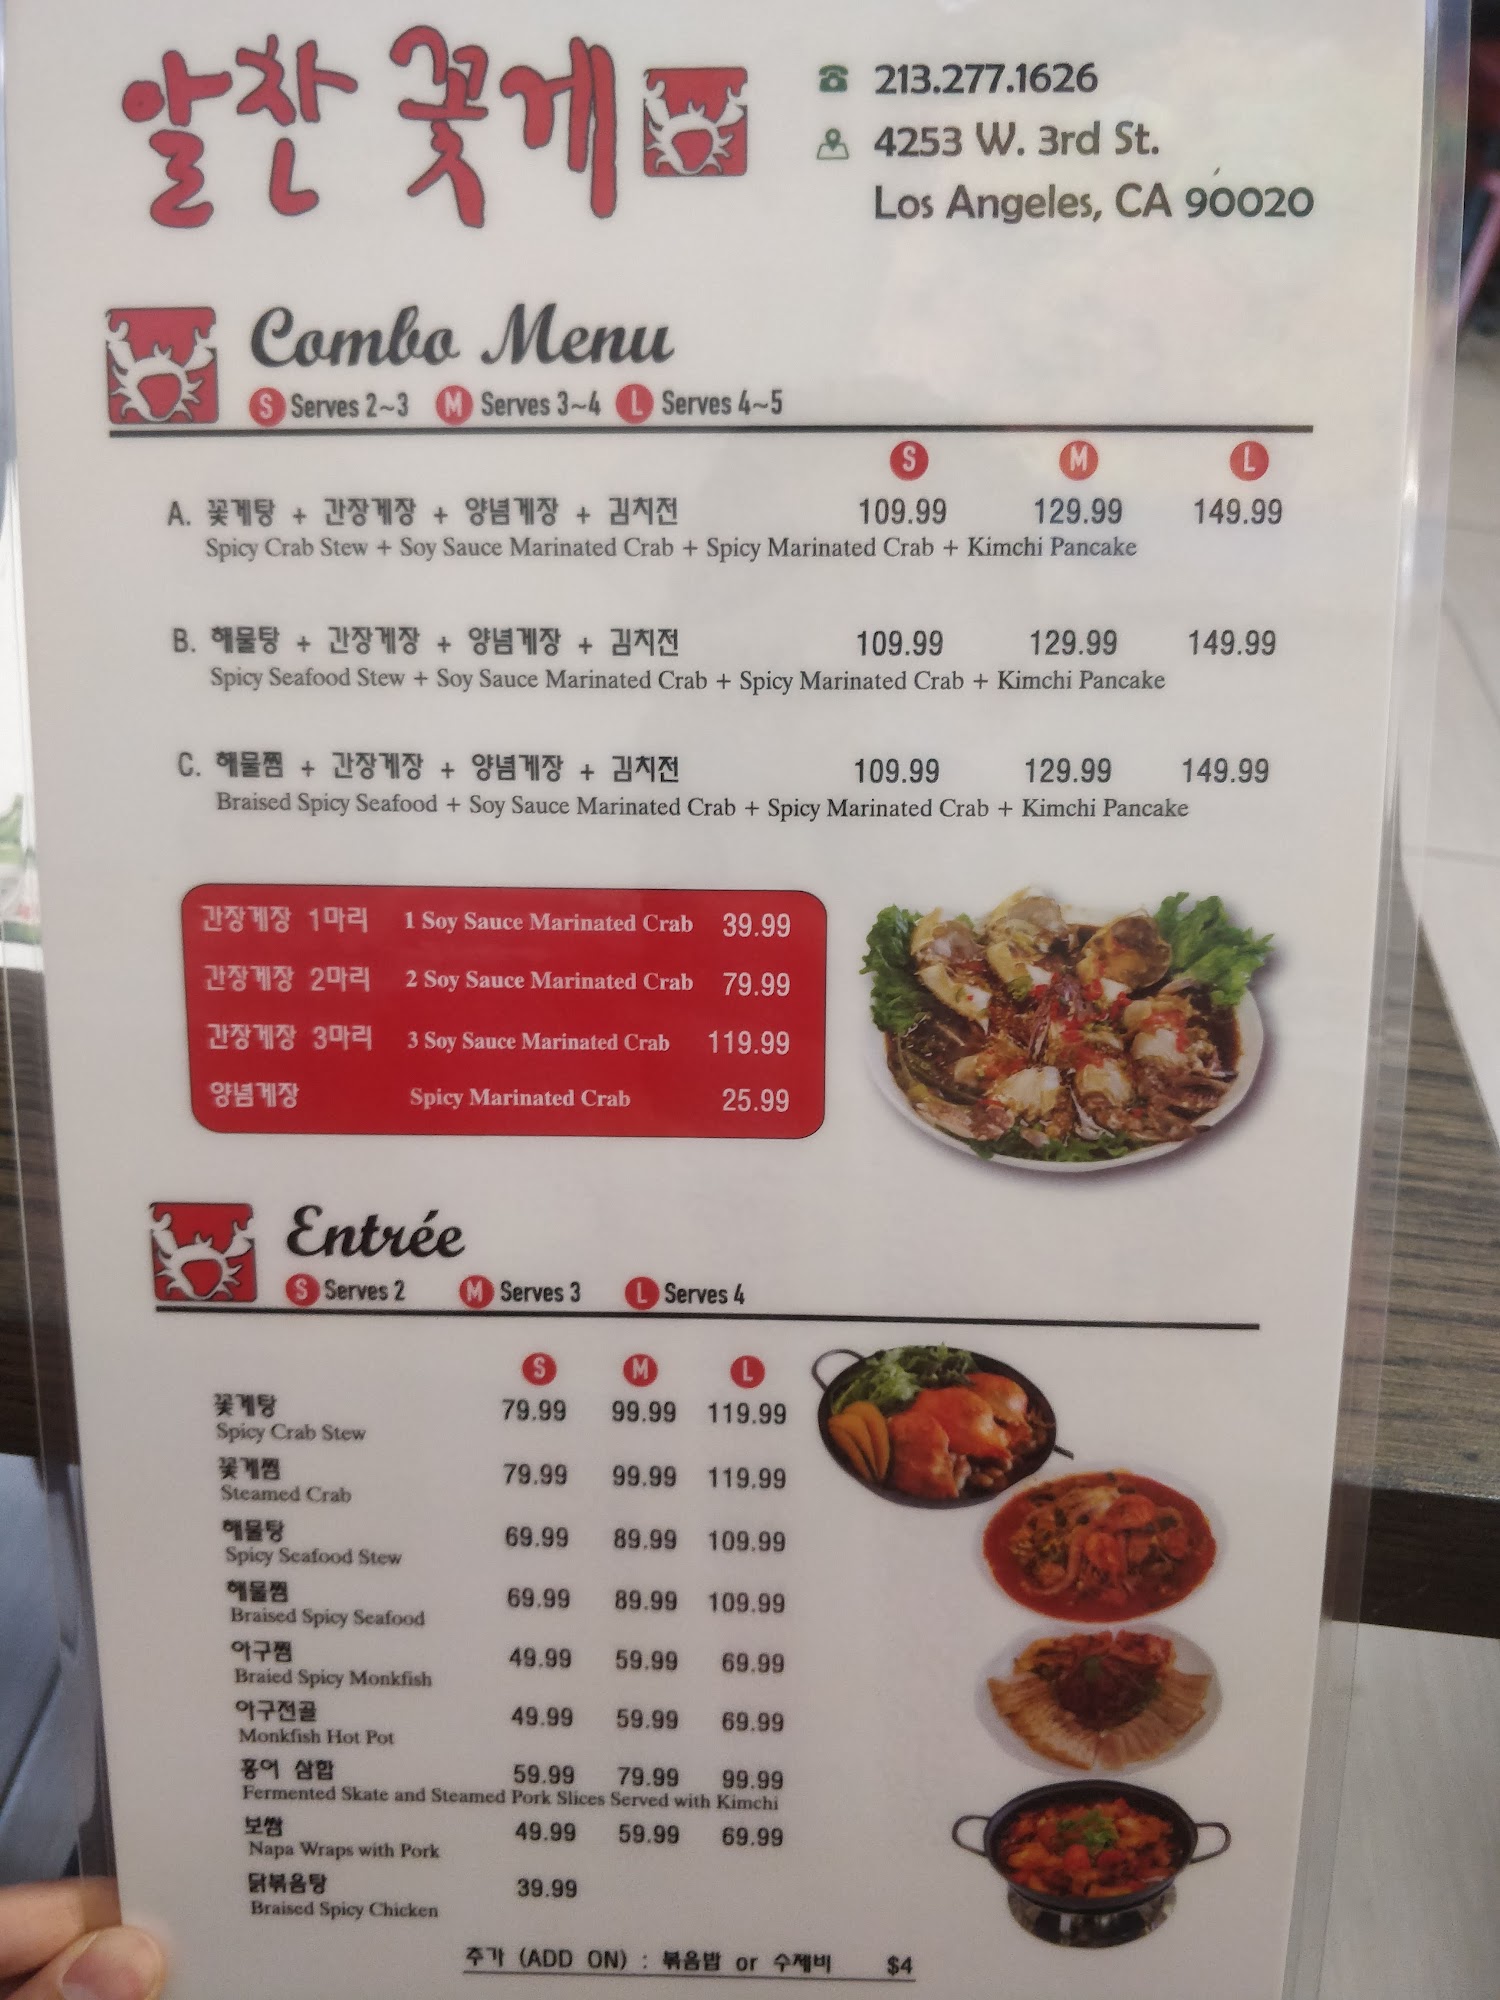 알찬 꽃게
213.277.1626
4253 W. 3rd St.
Los Angeles, CA 90020
Combo Menu
S Serves 2~3 M Serves 3~4 L Serves 4~5
S M L
A. 꽃게탕 + 간장게장 + 양념게장 + 김치전 109.99 129.99 149.99
Spicy Crab Stew + Soy Sauce Marinated Crab + Spicy Marinated Crab + Kimchi Pancake
B. 해물탕 + 간장게장 + 양념게장 + 김치전 109.99 129.99 149.99
Spicy Seafood Stew + Soy Sauce Marinated Crab + Spicy Marinated Crab + Kimchi Pancake
C. 해물찜 + 간장게장 + 양념게장 + 김치전 109.99 129.99 149.99
Braised Spicy Seafood + Soy Sauce Marinated Crab + Spicy Marinated Crab + Kimchi Pancake
간장게장 1마리 1 Soy Sauce Marinated Crab 39.99
간장게장 2마리 2 Soy Sauce Marinated Crab 79.99
간장게장 3마리 3 Soy Sauce Marinated Crab 119.99
양념게장 Spicy Marinated Crab 25.99
Entrée
S Serves 2 M Serves 3 L Serves 4
S M L
꽃게탕 79.99 99.99 119.99
Spicy Crab Stew
꽃게찜 79.99 99.99 119.99
Steamed Crab
해물탕 69.99 89.99 109.99
Spicy Seafood Stew
해물찜 69.99 89.99 109.99
Braised Spicy Seafood
아구찜 49.99 59.99 69.99
Braied Spicy Monkfish
아구전골 49.99 59.99 69.99
Monkfish Hot Pot
홍어 삼합 59.99 79.99 99.99
Fermented Skate and Steamed Pork Slices Served with Kimchi
보쌈 49.99 59.99 69.99
Napa Wraps with Pork
닭볶음탕 39.99
Braised Spicy Chicken
추가 (ADD ON) : 볶음밥 or 수제비 $4